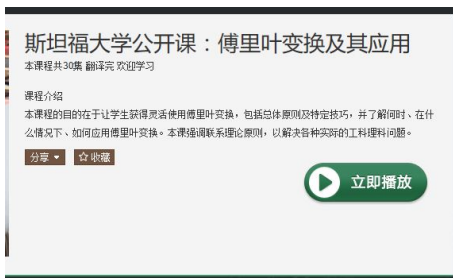 斯坦福大学公开课：傅里叶变换及其应用
本课程共30集 翻译完 欢迎学习
课程介绍
本课程的目的在于让学生获得灵活使用傅里叶变换，包括总体原则及特定技巧，并了解何时、在什
么情况下、如何应用傅里叶变换。本课强调联系理论原则，以解决各种实际的工科理科问题。
分享 收藏
立即播放